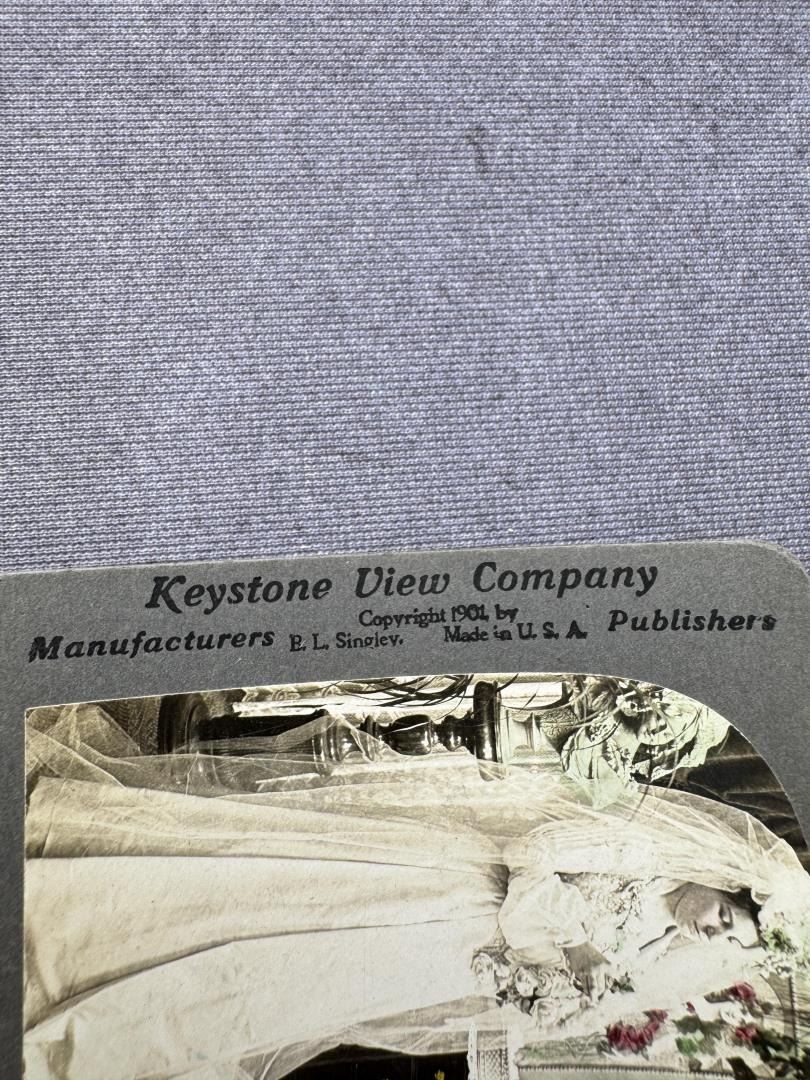 Keystone View Company
Manufacturers
Copyright 1901, by
B. L. Singley.
Made in U. S. A.
Publishers